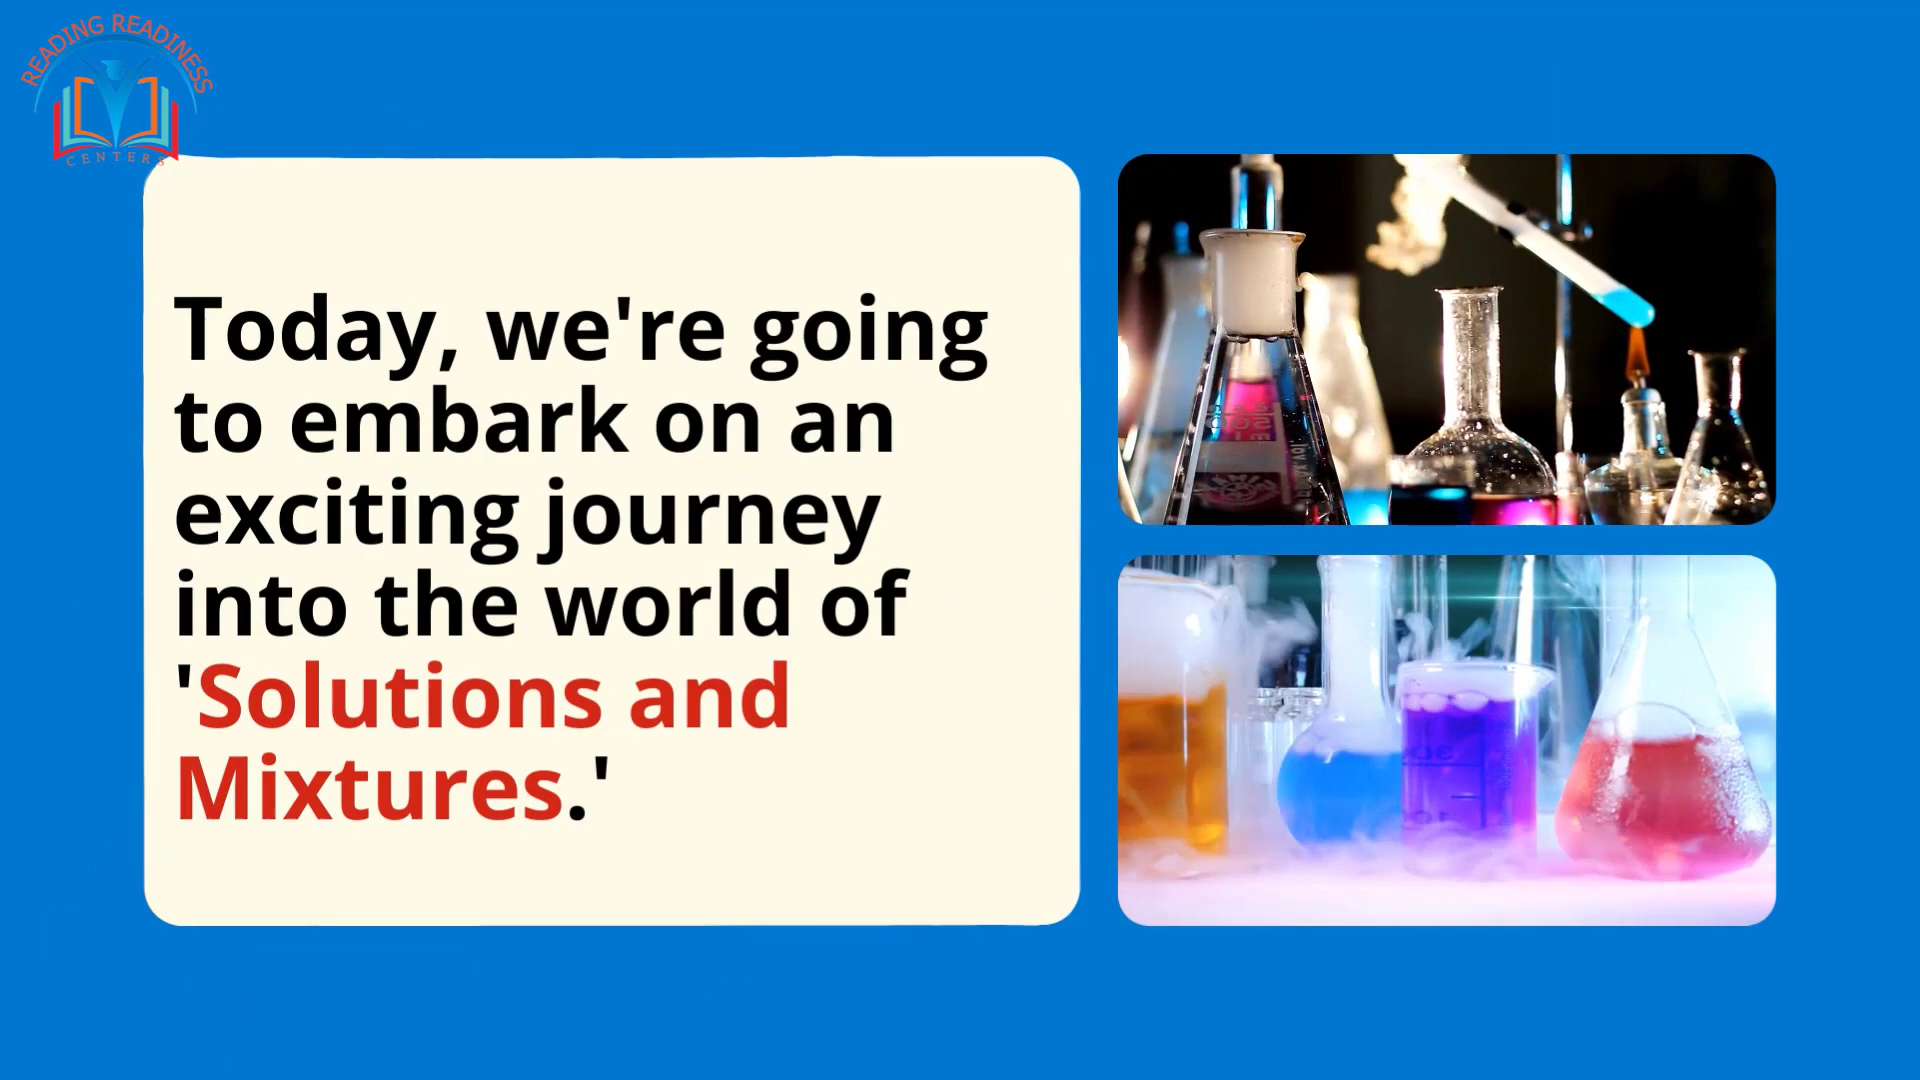 READING READINESS
CENTERS
Today, we're going
to embark on an
exciting journey
into the world of
'Solutions and
Mixtures.'